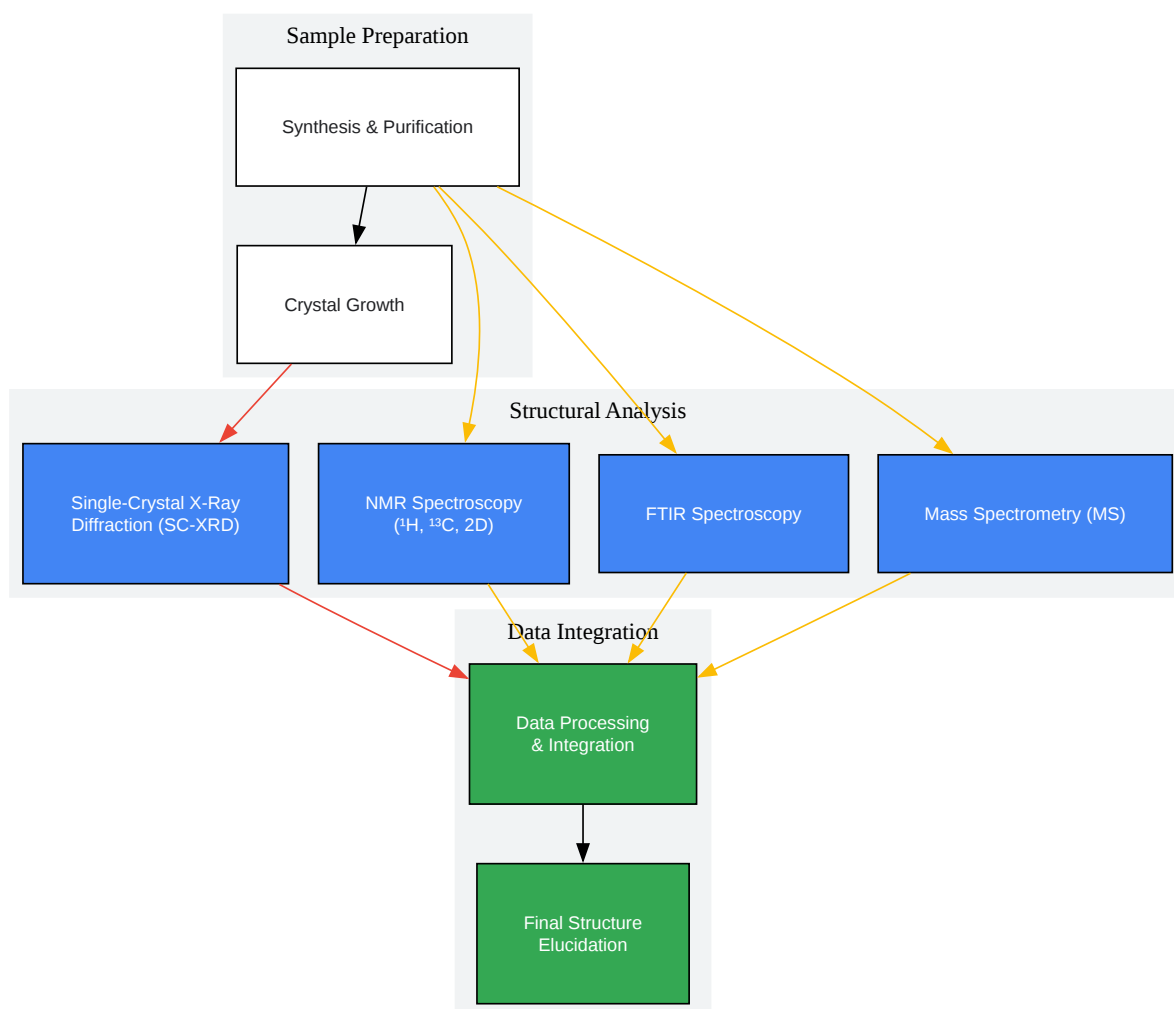 Sample Preparation
Synthesis & Purification
Crystal Growth
Structural Analysis
Single-Crystal X-Ray
Diffraction (SC-XRD)
NMR Spectroscopy
(¹H, ¹³C, 2D)
FTIR Spectroscopy
Mass Spectrometry (MS)
Data Integration
Data Processing
& Integration
Final Structure
Elucidation